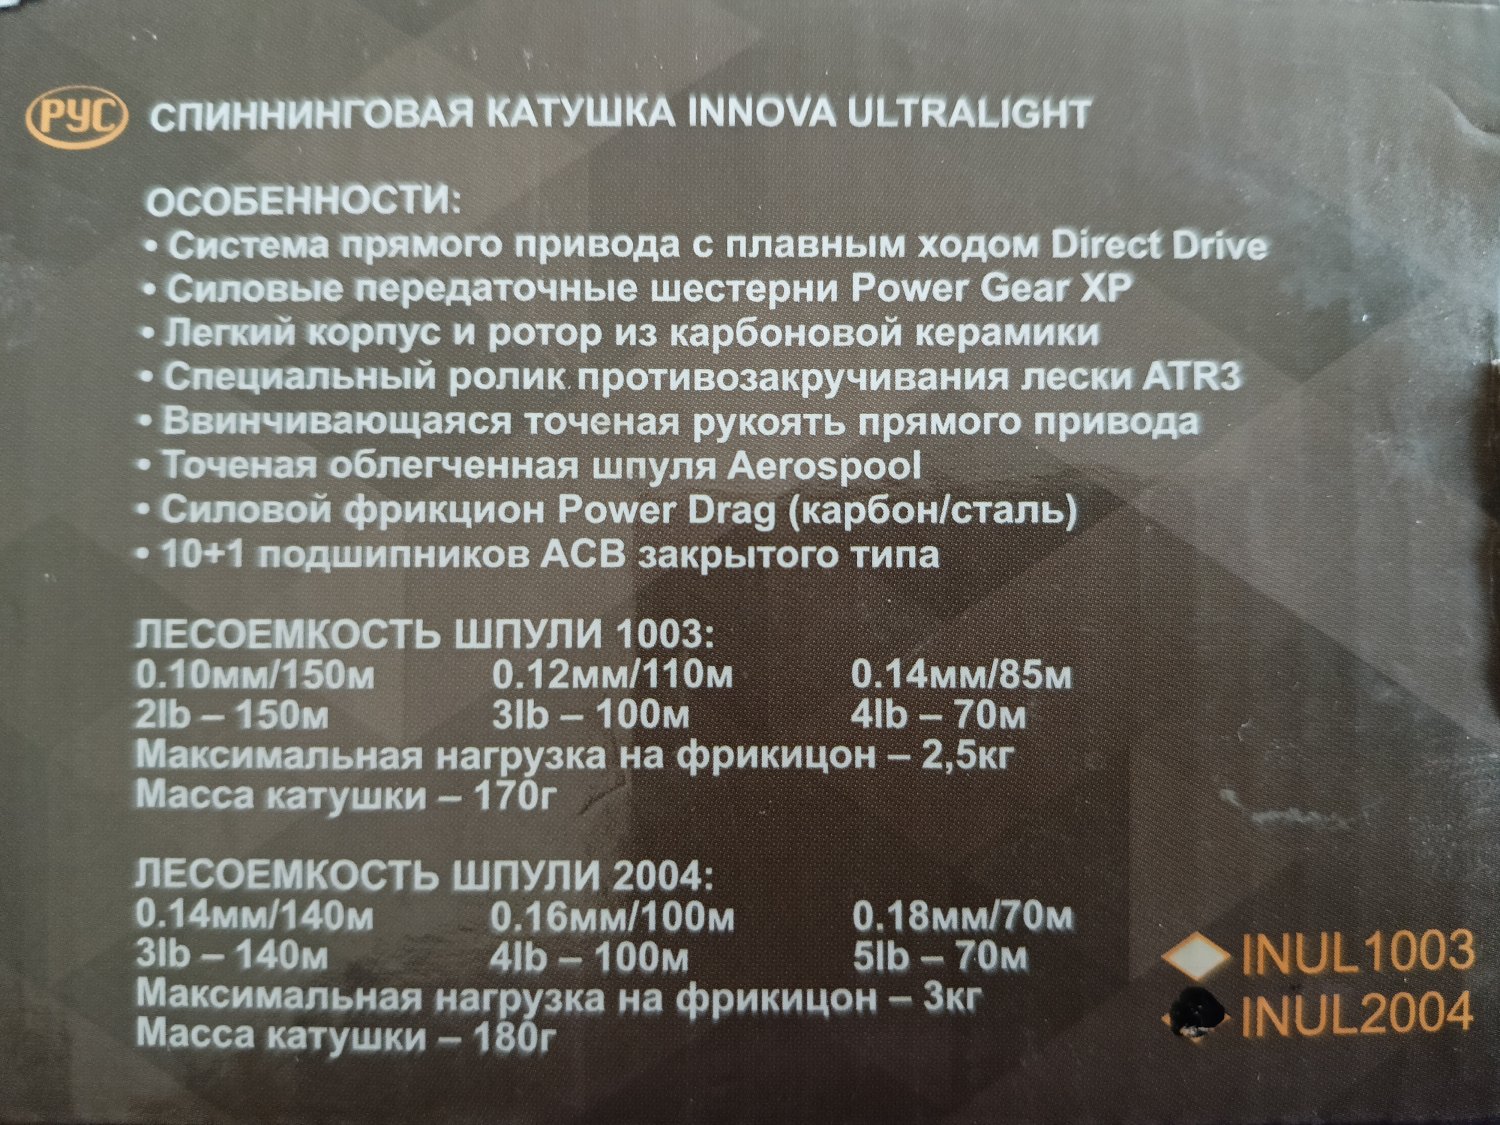 РУС СПИННИНГОВАЯ КАТУШКА INNOVA ULTRALIGHT
ОСОБЕННОСТИ:
• Система прямого привода с плавным ходом Direct Drive
• Силовые передаточные шестерни Power Gear XP
• Легкий корпус и ротор из карбоновой керамики
• Специальный ролик противозакручивания лески ATR3
• Ввинчивающаяся точеная рукоять прямого привода
• Точеная облегченная шпуля Aerospool
• Силовой фрикцион Power Drag (карбон/сталь)
• 10+1 подшипников ACB закрытого типа
ЛЕСОЕМКОСТЬ ШПУЛИ 1003:
0.10мм/150м 0.12мм/110м 0.14мм/85м
2lb – 150м 3lb – 100м 4lb – 70м
Максимальная нагрузка на фрикицон – 2,5кг
Масса катушки – 170г
ЛЕСОЕМКОСТЬ ШПУЛИ 2004:
0.14мм/140м 0.16мм/100м 0.18мм/70м
3lb – 140м 4lb – 100м 5lb – 70м
Максимальная нагрузка на фрикицон – 3кг
Масса катушки – 180г
INUL1003
INUL2004